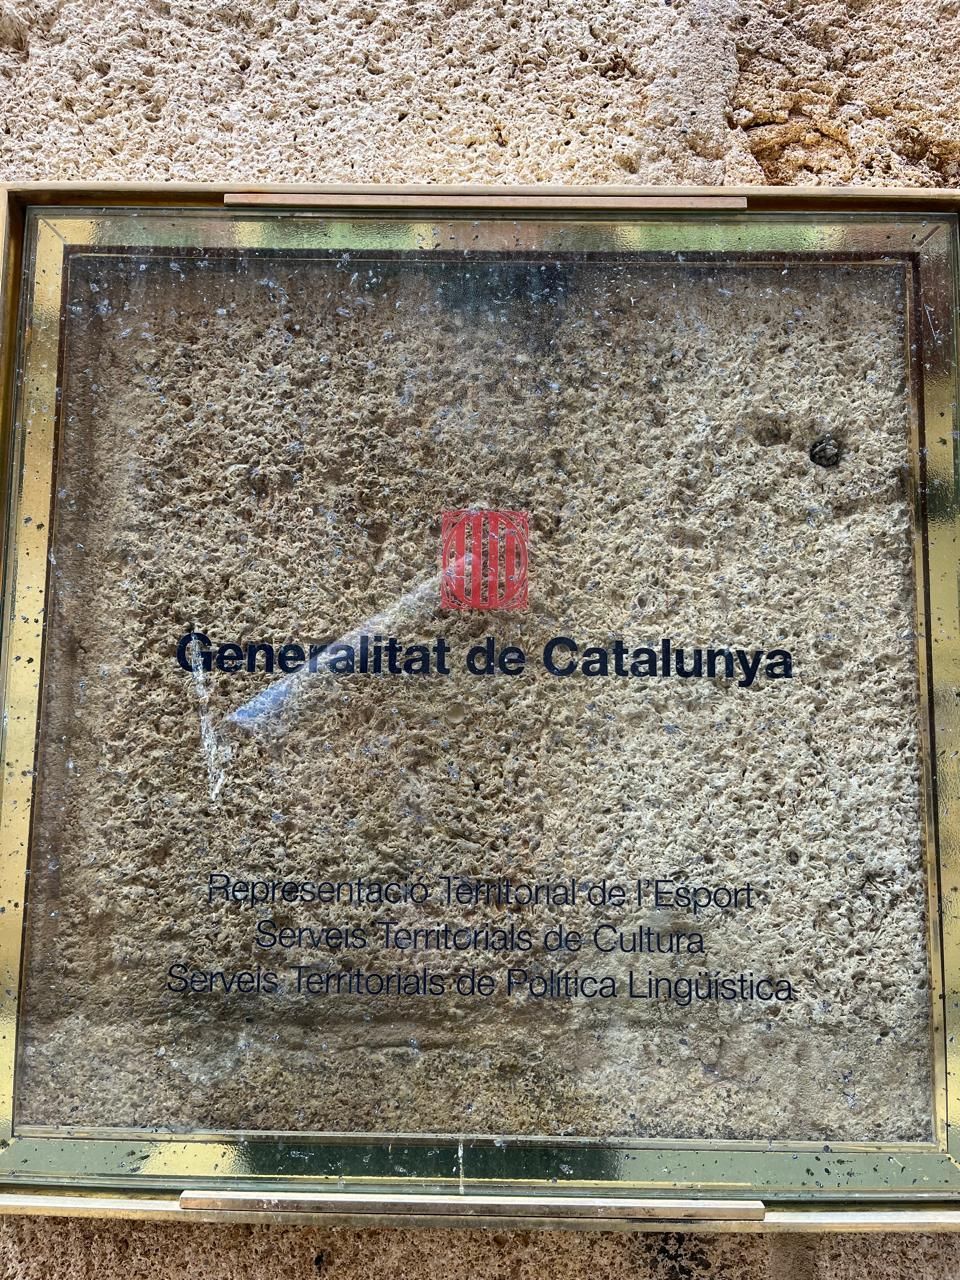 Generalitat de Catalunya
Representació Territorial de l'Esport
Serveis Territorials de Cultura
Serveis Territorials de Política Lingüística